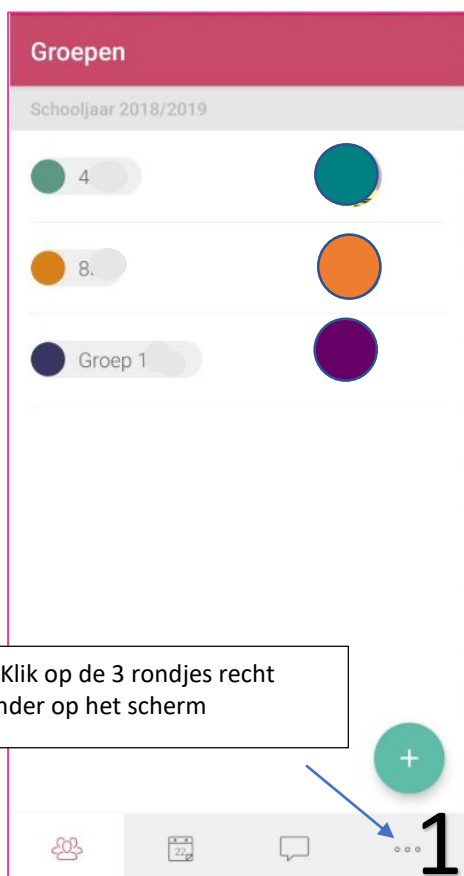 Groepen
Schooljaar 2018/2019
4
8.
Groep 1
Klik op de 3 rondjes recht
nder op het scherm
+
22
1